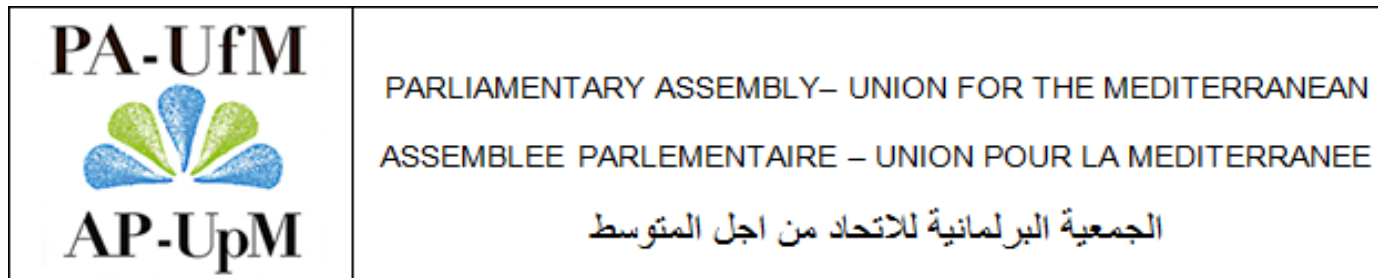 PA-UfM
AP-UpM
PARLIAMENTARY ASSEMBLY– UNION FOR THE MEDITERRANEAN
ASSEMBLEE PARLEMENTAIRE – UNION POUR LA MEDITERRANEE
الجمعية البرلمانية للاتحاد من اجل المتوسط